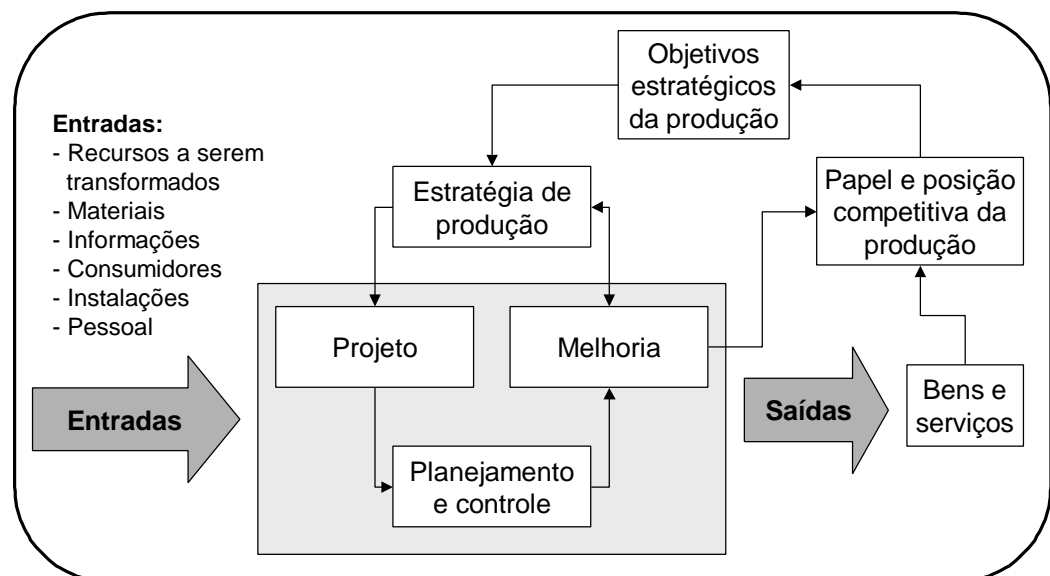 Objetivos
estratégicos
da produção
Entradas:
- Recursos a serem
transformados
- Materiais
- Informações
- Consumidores
- Instalações
- Pessoal
Estratégia de
produção
Papel e posição
competitiva da
produção
Projeto
Melhoria
Entradas
Saídas
Bens e
serviços
Planejamento
e controle